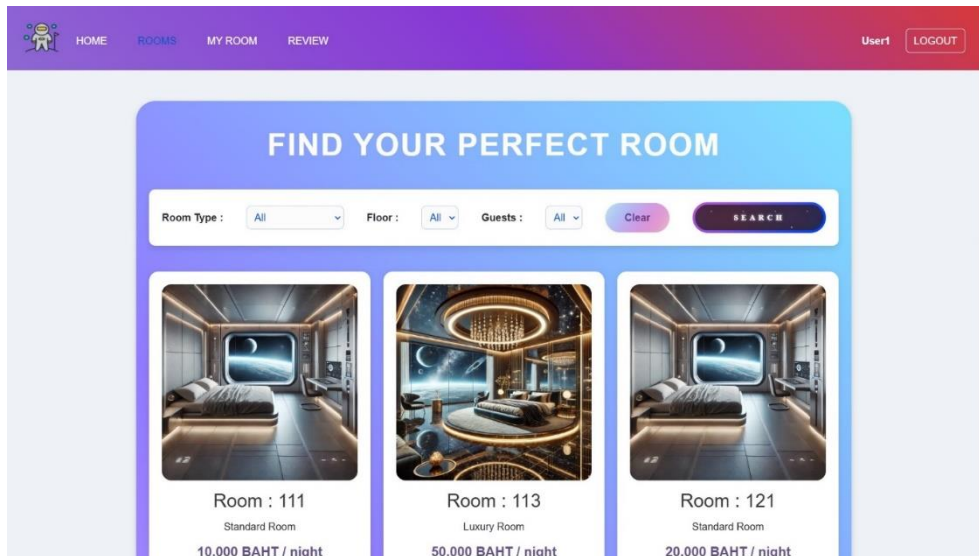 HOME ROOMS MY ROOM REVIEW User1 LOGOUT
FIND YOUR PERFECT ROOM
Room Type : All Floor : All Guests : All Clear SEARCH
Room : 111 Room : 113 Room : 121
Standard Room Luxury Room Standard Room
10,000 BAHT / night 50,000 BAHT / night 20,000 BAHT / night